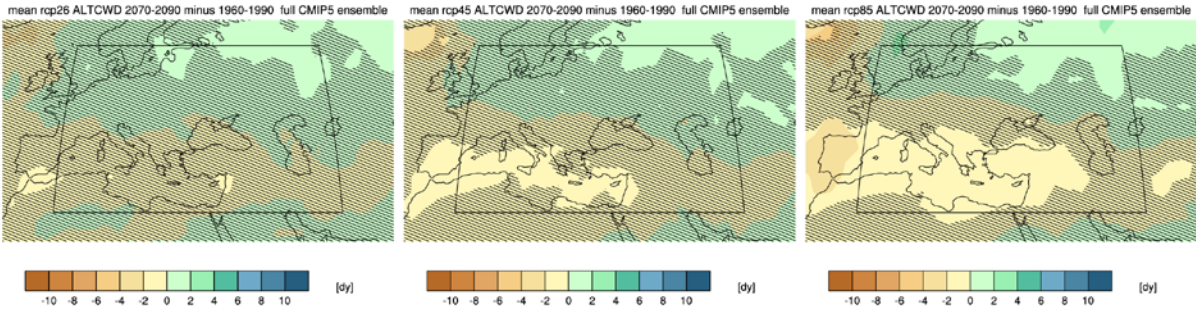 mean rcp26 ALTCWD 2070-2090 minus 1960-1990 full CMIP5 ensemble
-10 -8 -6 -4 -2 0 2 4 6 8 10 [dy]
mean rcp45 ALTCWD 2070-2090 minus 1960-1990 full CMIP5 ensemble
-10 -8 -6 -4 -2 0 2 4 6 8 10 [dy]
mean rcp85 ALTCWD 2070-2090 minus 1960-1990 full CMIP5 ensemble
-10 -8 -6 -4 -2 0 2 4 6 8 10 [dy]